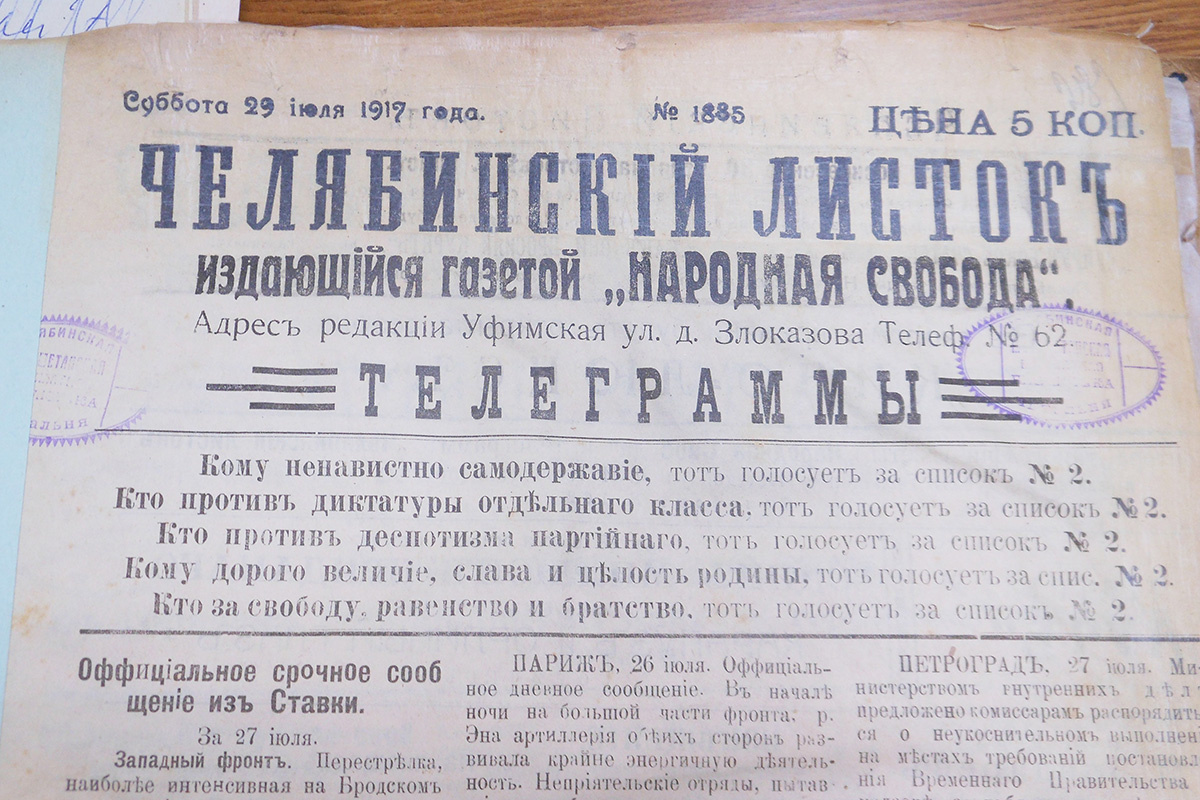 Суббота 29 іюля 1917 года.
№ 1885
ЦѢНА 5 КОП.
ЧЕЛЯБИНСКІЙ ЛИСТОКЪ
издающійся газетой „НАРОДНАЯ СВОБОДА“.
Адресъ редакціи Уфимская ул. д. Злоказова Телеф. № 62.
ТЕЛЕГРАММЫ
Кому ненавистно самодержавіе, тотъ голосуетъ за списокъ № 2.
Кто противъ диктатуры отдѣльнаго класса, тотъ голосуетъ за списокъ № 2.
Кто противъ деспотизма партійнаго, тотъ голосуетъ за списокъ № 2.
Кому дорого величіе, слава и цѣлость родины, тотъ голосуетъ за спис. № 2.
Кто за свободу, равенство и братство, тотъ голосуетъ за списокъ № 2.
Оффиціальное срочное сооб
щеніе изъ Ставки.
За 27 іюля.
Западный фронтъ. Перестрѣлка,
наиболѣе интенсивная на Бродскомъ
ПАРИЖЪ, 26 іюля. Оффиціаль-
ное дневное сообщеніе. Въ началѣ
ночи на большой части фронта, р.
Эна артиллерія обѣихъ сторонъ раз-
вивала крайне энергичную дѣятель-
ность. Непріятельскіе отряды, пытав-
ПЕТРОГРАДЪ, 27 іюля. Ми-
нистерствомъ внутреннихъ дѣл
предложено комиссарамъ распорядить
ся о неукоснительномъ выполнен
на мѣстахъ требованій постановл
нія Временнаго Правительства